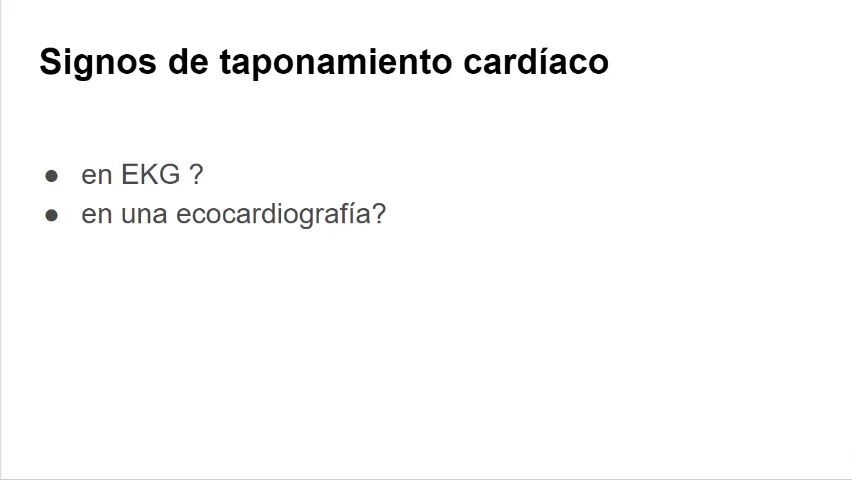 Signos de taponamiento cardíaco
● en EKG ?
● en una ecocardiografía?